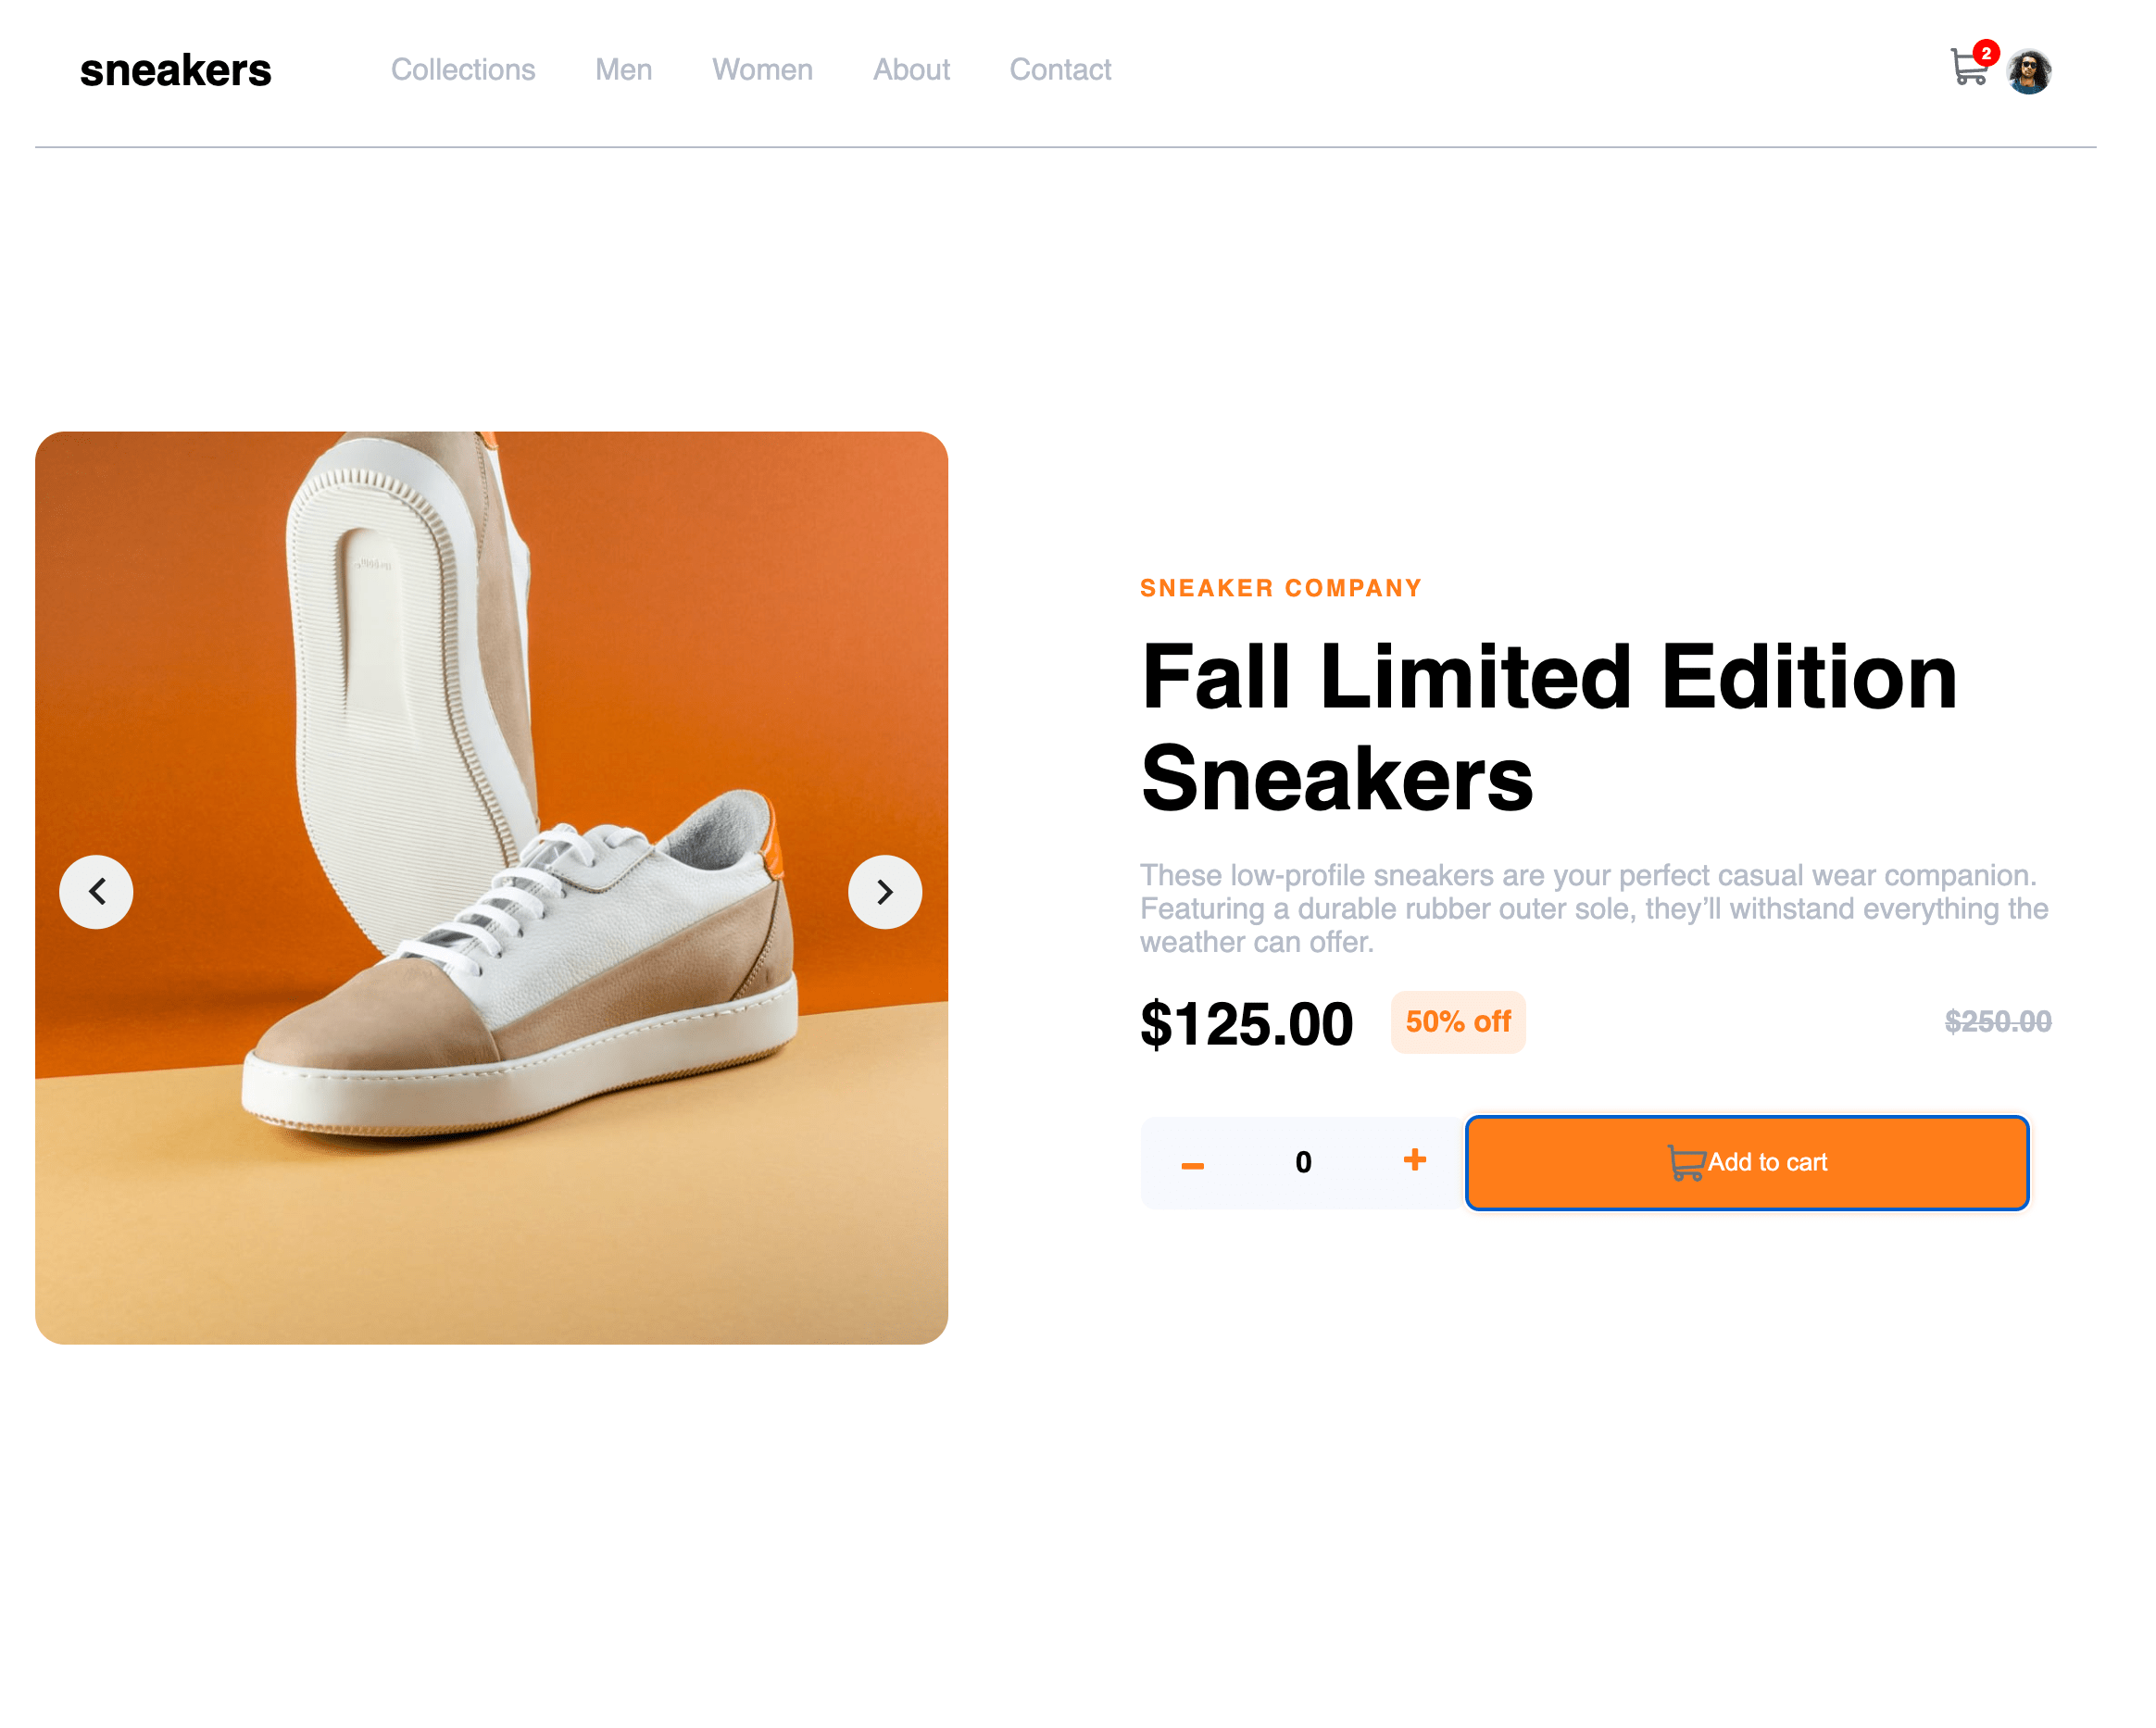 sneakers Collections Men Women About Contact 2
SNEAKER COMPANY
Fall Limited Edition
Sneakers
These low-profile sneakers are your perfect casual wear companion.
Featuring a durable rubber outer sole, they’ll withstand everything the
weather can offer.
$125.00 50% off $250.00
– 0 + Add to cart